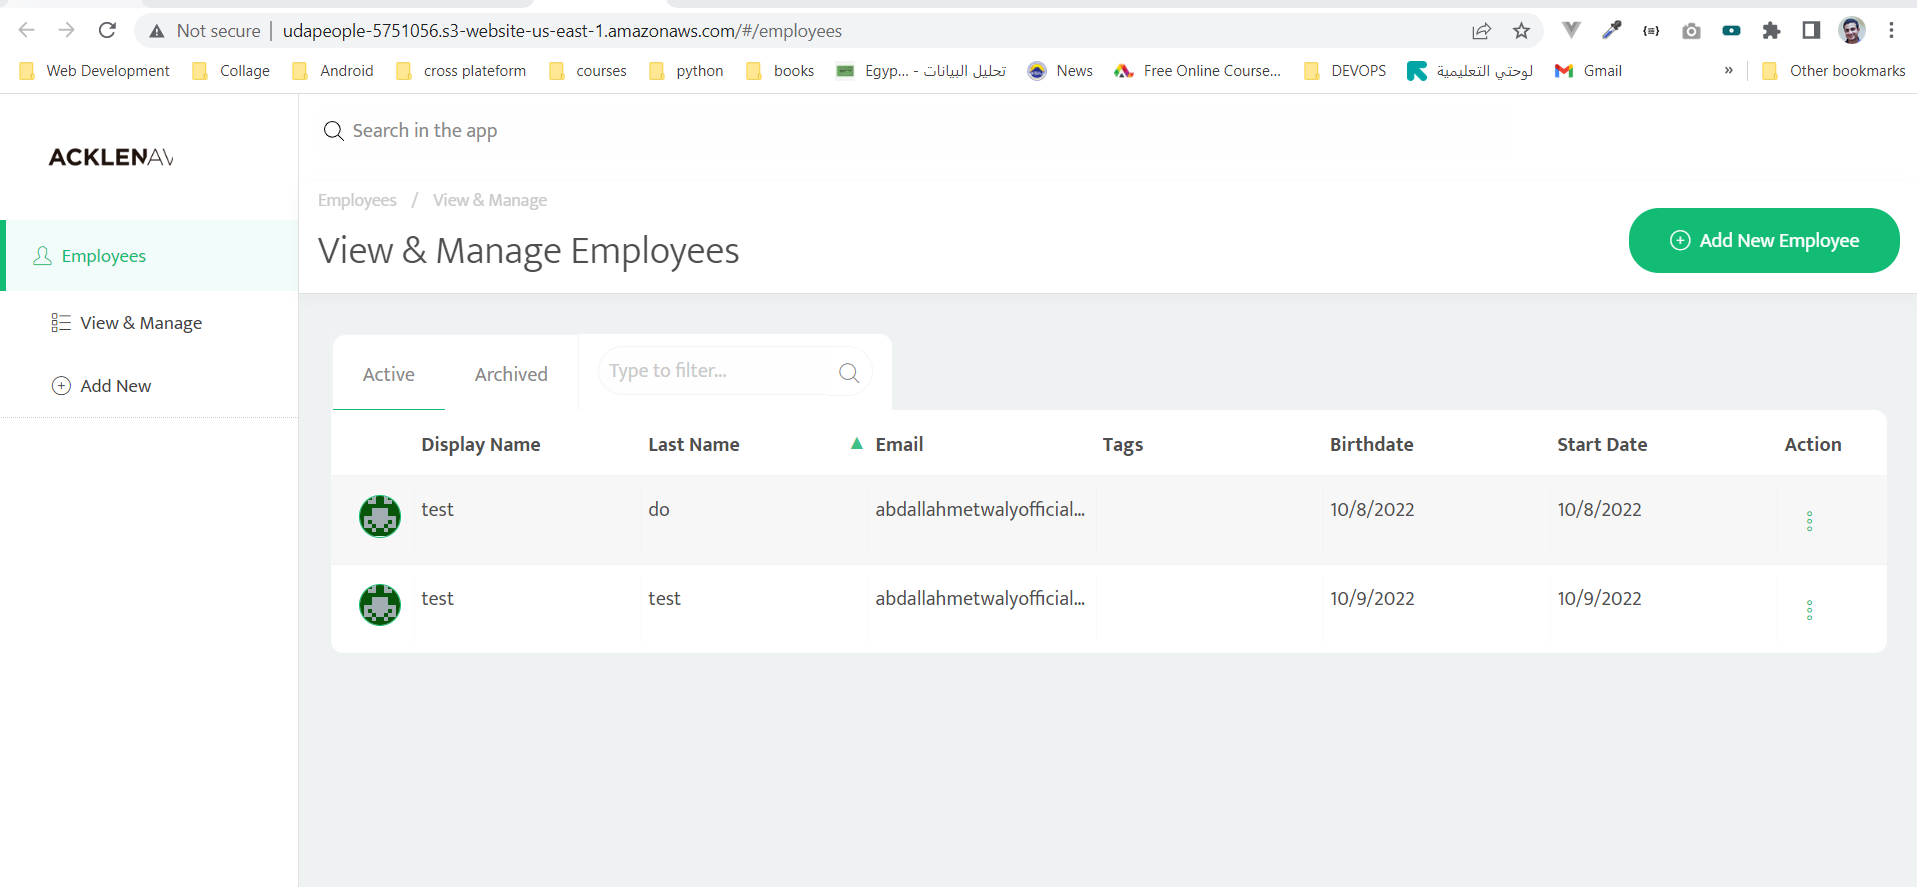 Not secure | udapeople-5751056.s3-website-us-east-1.amazonaws.com/#/employees
Web Development Collage Android cross plateform courses python books Egyp... - تحليل البيانات News Free Online Course... DEVOPS لوحتي التعليمية Gmail » Other bookmarks
Search in the app
ACKLENAV
Employees / View & Manage
View & Manage Employees
Add New Employee
Employees
View & Manage
Add New
Active Archived Type to filter...
Display Name Last Name Email Tags Birthdate Start Date Action
test do abdallahmetwalyofficial... 10/8/2022 10/8/2022
test test abdallahmetwalyofficial... 10/9/2022 10/9/2022